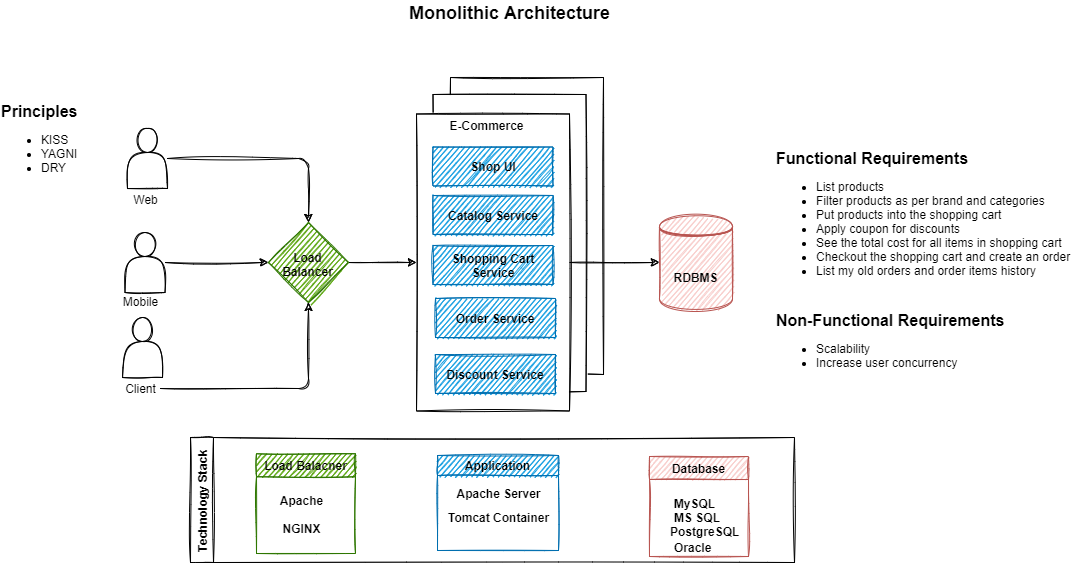 Monolithic Architecture
Principles
KISS
YAGNI
DRY
Web
Mobile
Client
Load
Balancer
E-Commerce
Shop UI
Catalog Service
Shopping Cart
Service
Order Service
Discount Service
RDBMS
Functional Requirements
List products
Filter products as per brand and categories
Put products into the shopping cart
Apply coupon for discounts
See the total cost for all items in shopping cart
Checkout the shopping cart and create an order
List my old orders and order items history
Non-Functional Requirements
Scalability
Increase user concurrency
Technology Stack
Load Balacner
Apache
NGINX
Application
Apache Server
Tomcat Container
Database
MySQL
MS SQL
PostgreSQL
Oracle